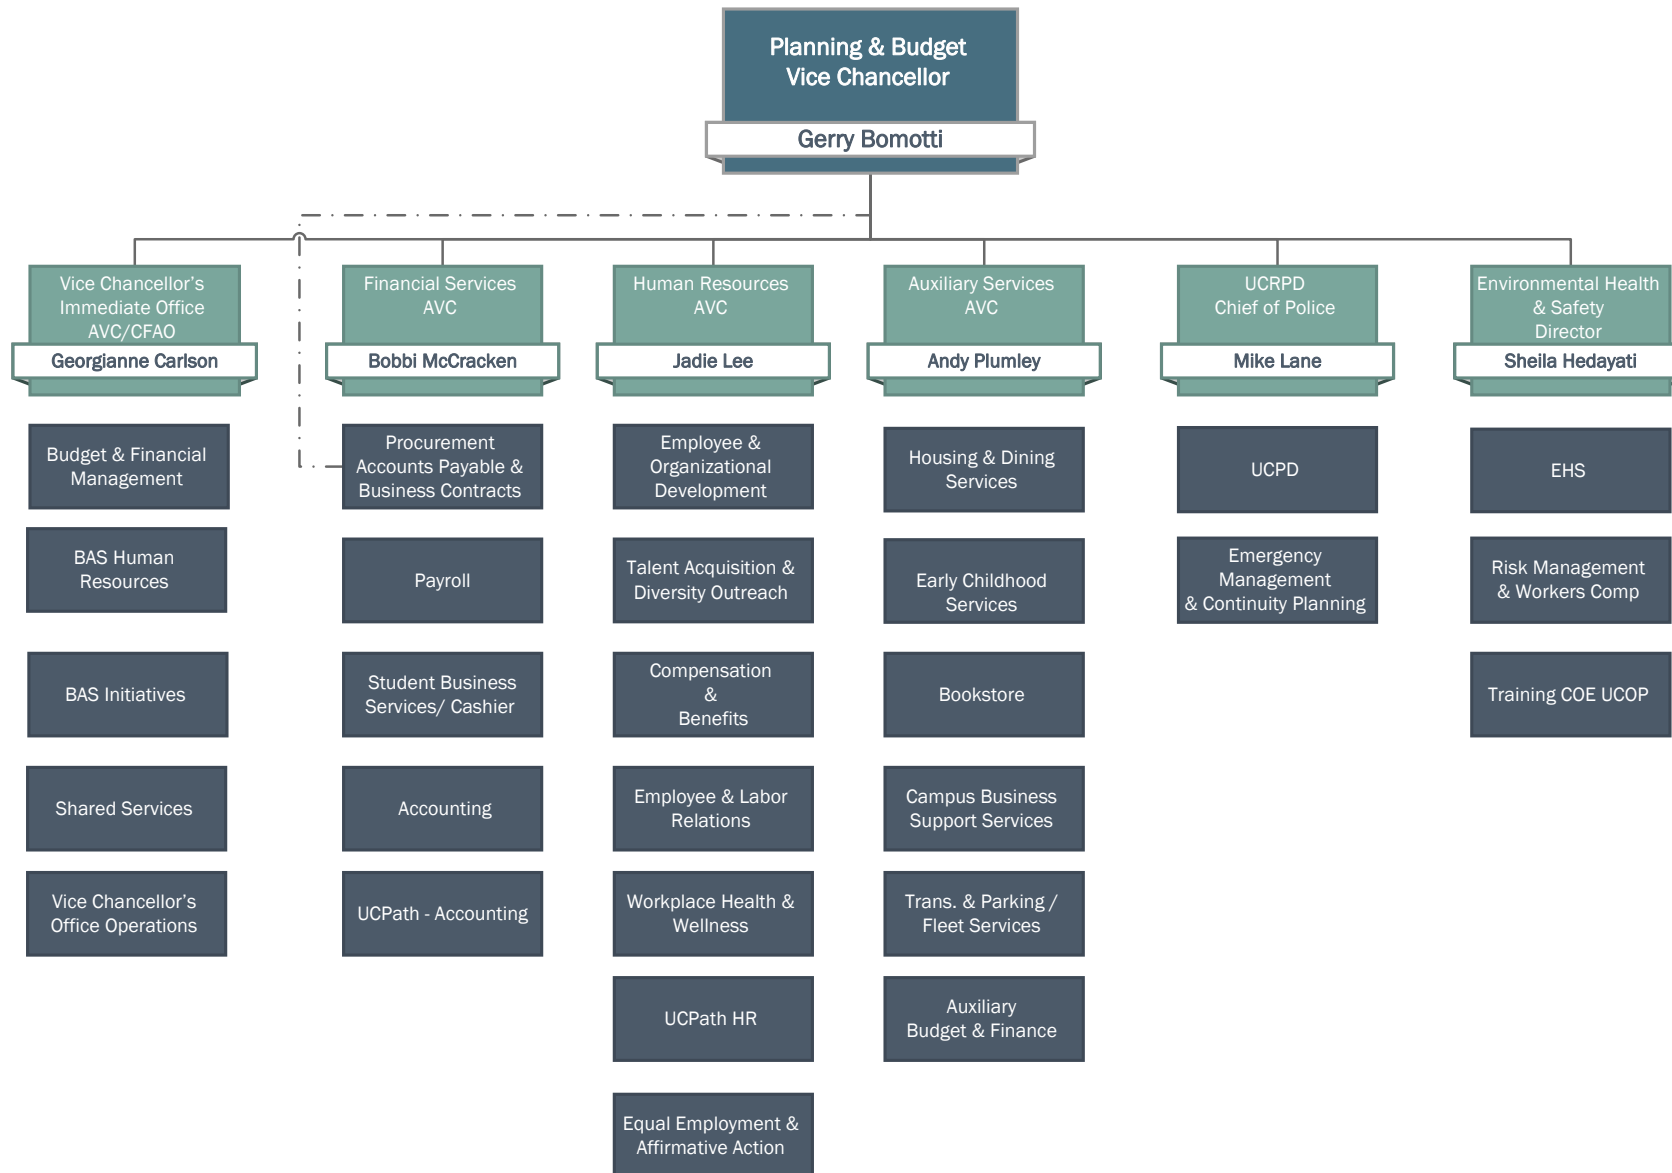 Planning & Budget
Vice Chancellor
Gerry Bomotti
Vice Chancellor's
Immediate Office
AVC/CFAO
Georgianne Carlson
Budget & Financial
Management
BAS Human
Resources
BAS Initiatives
Shared Services
Vice Chancellor's
Office Operations
Financial Services
AVC
Bobbi McCracken
Procurement
Accounts Payable &
Business Contracts
Payroll
Student Business
Services/ Cashier
Accounting
UCPath - Accounting
Human Resources
AVC
Jadie Lee
Employee &
Organizational
Development
Talent Acquisition &
Diversity Outreach
Compensation
&
Benefits
Employee & Labor
Relations
Workplace Health &
Wellness
UCPath HR
Equal Employment &
Affirmative Action
Auxiliary Services
AVC
Andy Plumley
Housing & Dining
Services
Early Childhood
Services
Bookstore
Campus Business
Support Services
Trans. & Parking /
Fleet Services
Auxiliary
Budget & Finance
UCRPD
Chief of Police
Mike Lane
UCPD
Emergency
Management
& Continuity Planning
Environmental Health
& Safety
Director
Sheila Hedayati
EHS
Risk Management
& Workers Comp
Training COE UCOP